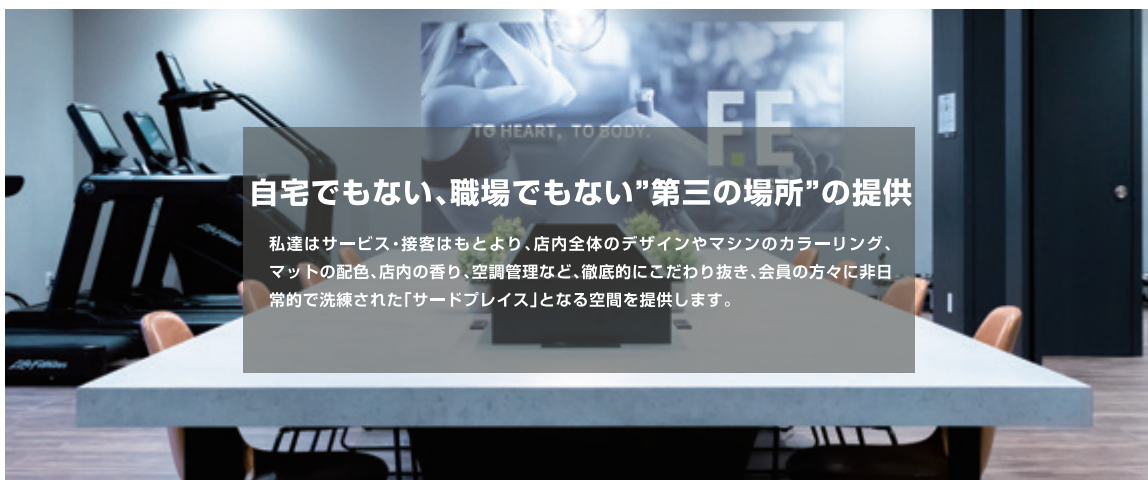 TO HEART, TO BODY.
F.E
自宅でもない、職場でもない”第三の場所”の提供
私達はサービス・接客はもとより、店内全体のデザインやマシンのカラーリング、
マットの配色、店内の香り、空調管理など、徹底的にこだわり抜き、会員の方々に非日
常的で洗練された「サードプレイス」となる空間を提供します。
Life Fitness